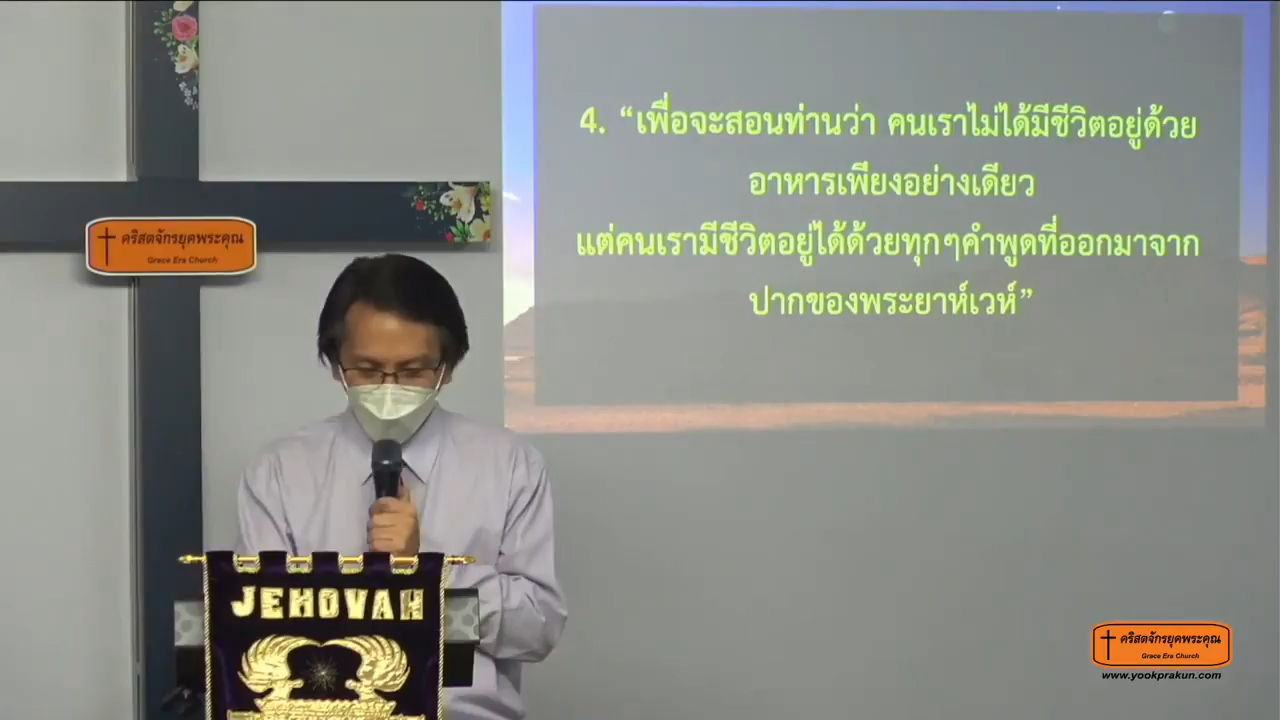 4. “เพื่อจะสอนท่านว่า คนเราไม่ได้มีชีวิตอยู่ด้วย
อาหารเพียงอย่างเดียว
แต่คนเรามีชีวิตอยู่ได้ด้วยทุกๆคำพูดที่ออกมาจาก
ปากของพระยาห์เวห์”
คริสตจักรยุคพระคุณ
Grace Era Church
JEHOVAH
คริสตจักรยุคพระคุณ
Grace Era Church
www.yookprakun.com